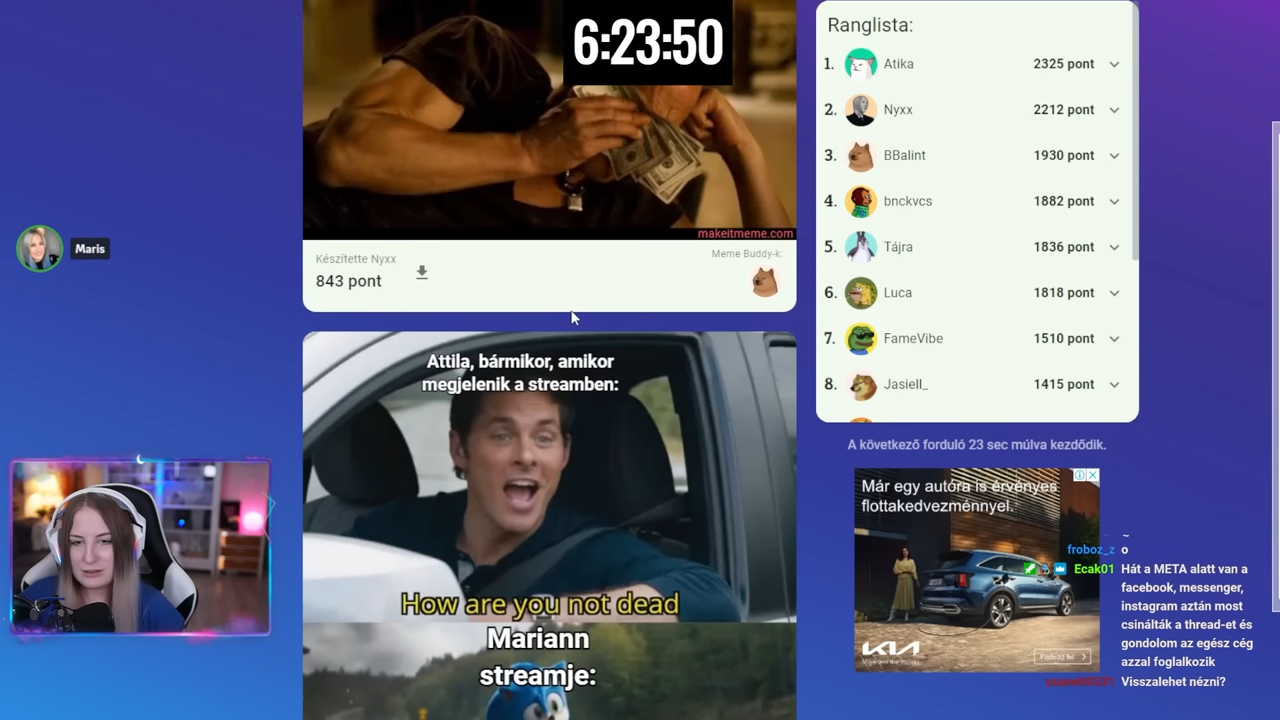 6:23:50
makeitmeme.com
Készítette Nyxx
843 pont
Meme Buddy-k:
Maris
Attila, bármikor, amikor
megjelenik a streamben:
How are you not dead
Mariann
streamje:
Ranglista:
1. Atika 2325 pont
2. Nyxx 2212 pont
3. BBalint 1930 pont
4. bnckvcs 1882 pont
5. Tájra 1836 pont
6. Luca 1818 pont
7. FameVibe 1510 pont
8. Jasiell_ 1415 pont
A következő forduló 23 sec múlva kezdődik.
Már egy autóra is érvényes
flottakedvezménnyel.
KIA
froboz_z o
Ecak01 Hát a META alatt van a
facebook, messenger,
instagram aztán most
csinálták a thread-et és
gondolom az egész cég
azzal foglalkozik
Visszalehet nézni?